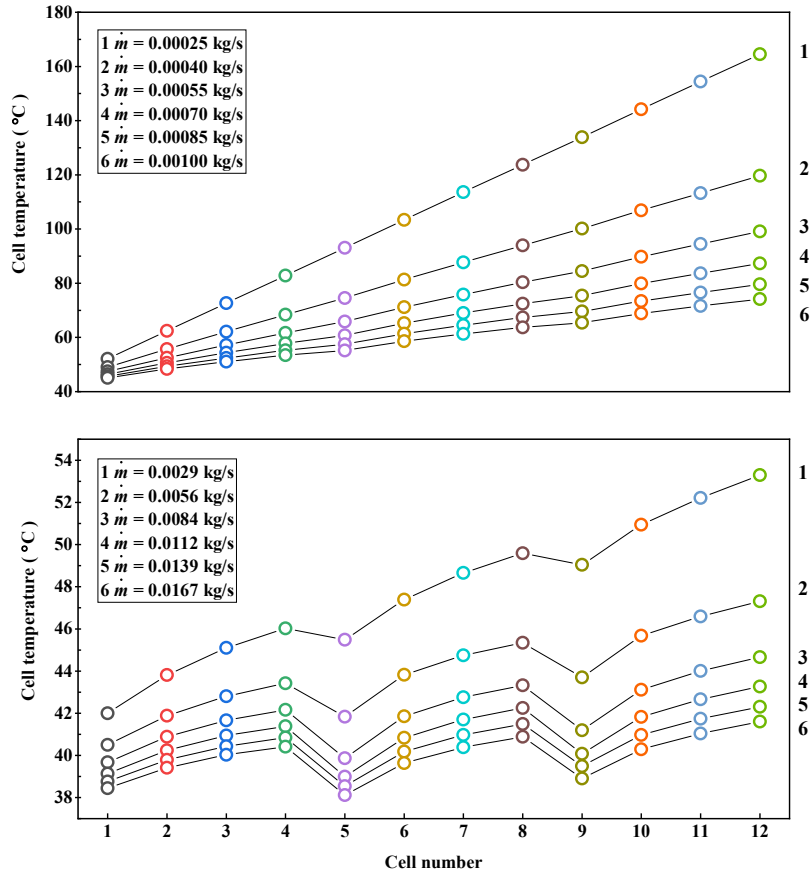 180
160
140
120
100
80
60
40
Cell temperature ( °C )
1 ṁ = 0.00025 kg/s
2 ṁ = 0.00040 kg/s
3 ṁ = 0.00055 kg/s
4 ṁ = 0.00070 kg/s
5 ṁ = 0.00085 kg/s
6 ṁ = 0.00100 kg/s
1
2
3
4
5
6
54
52
50
48
46
44
42
40
38
Cell temperature ( °C )
1 ṁ = 0.0029 kg/s
2 ṁ = 0.0056 kg/s
3 ṁ = 0.0084 kg/s
4 ṁ = 0.0112 kg/s
5 ṁ = 0.0139 kg/s
6 ṁ = 0.0167 kg/s
1
2
3
4
5
6
1 2 3 4 5 6 7 8 9 10 11 12
Cell number